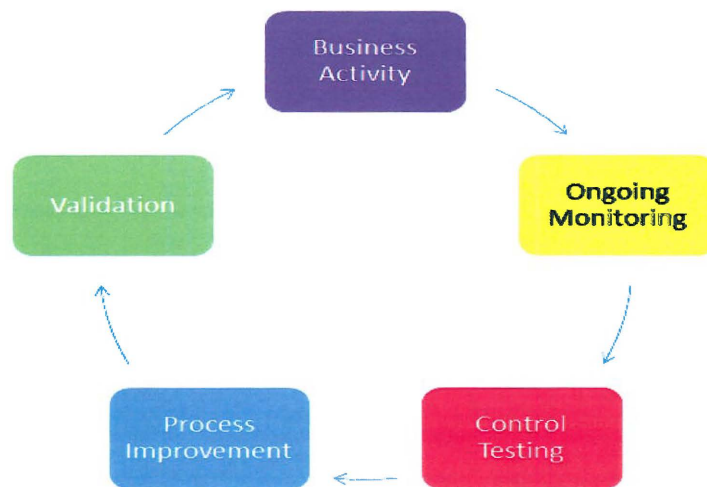 Business
Activity
Ongoing
Monitoring
Control
Testing
Process
Improvement
Validation